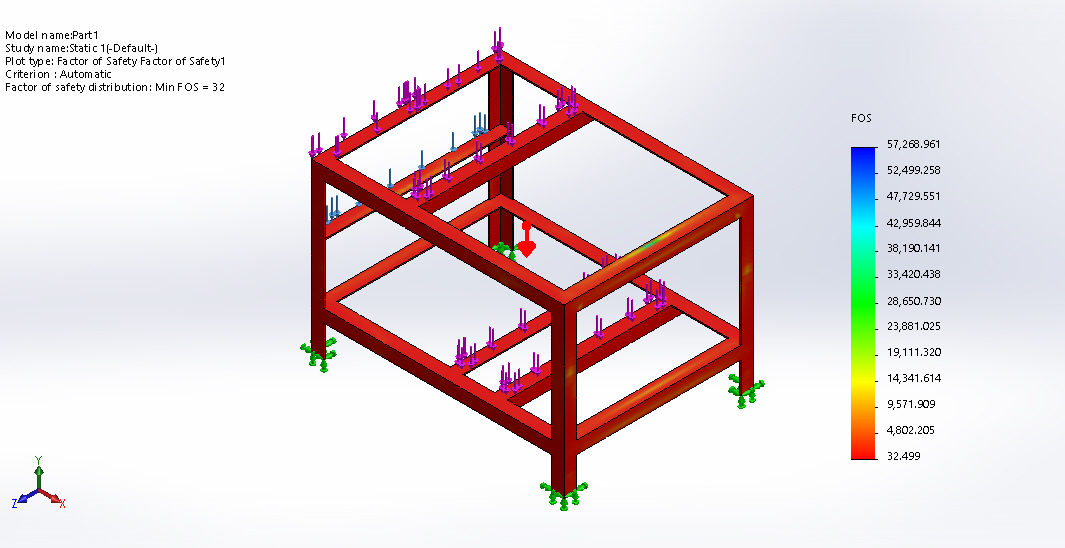 Model name:Part1
Study name:Static 1(-Default-)
Plot type: Factor of Safety Factor of Safety1
Criterion : Automatic
Factor of safety distribution: Min FOS = 32
FOS
57,268.961
52,499.258
47,729.551
42,959.844
38,190.141
33,420.438
28,650.730
23,881.025
19,111.320
14,341.614
9,571.909
4,802.205
32.499
Y
Z
X